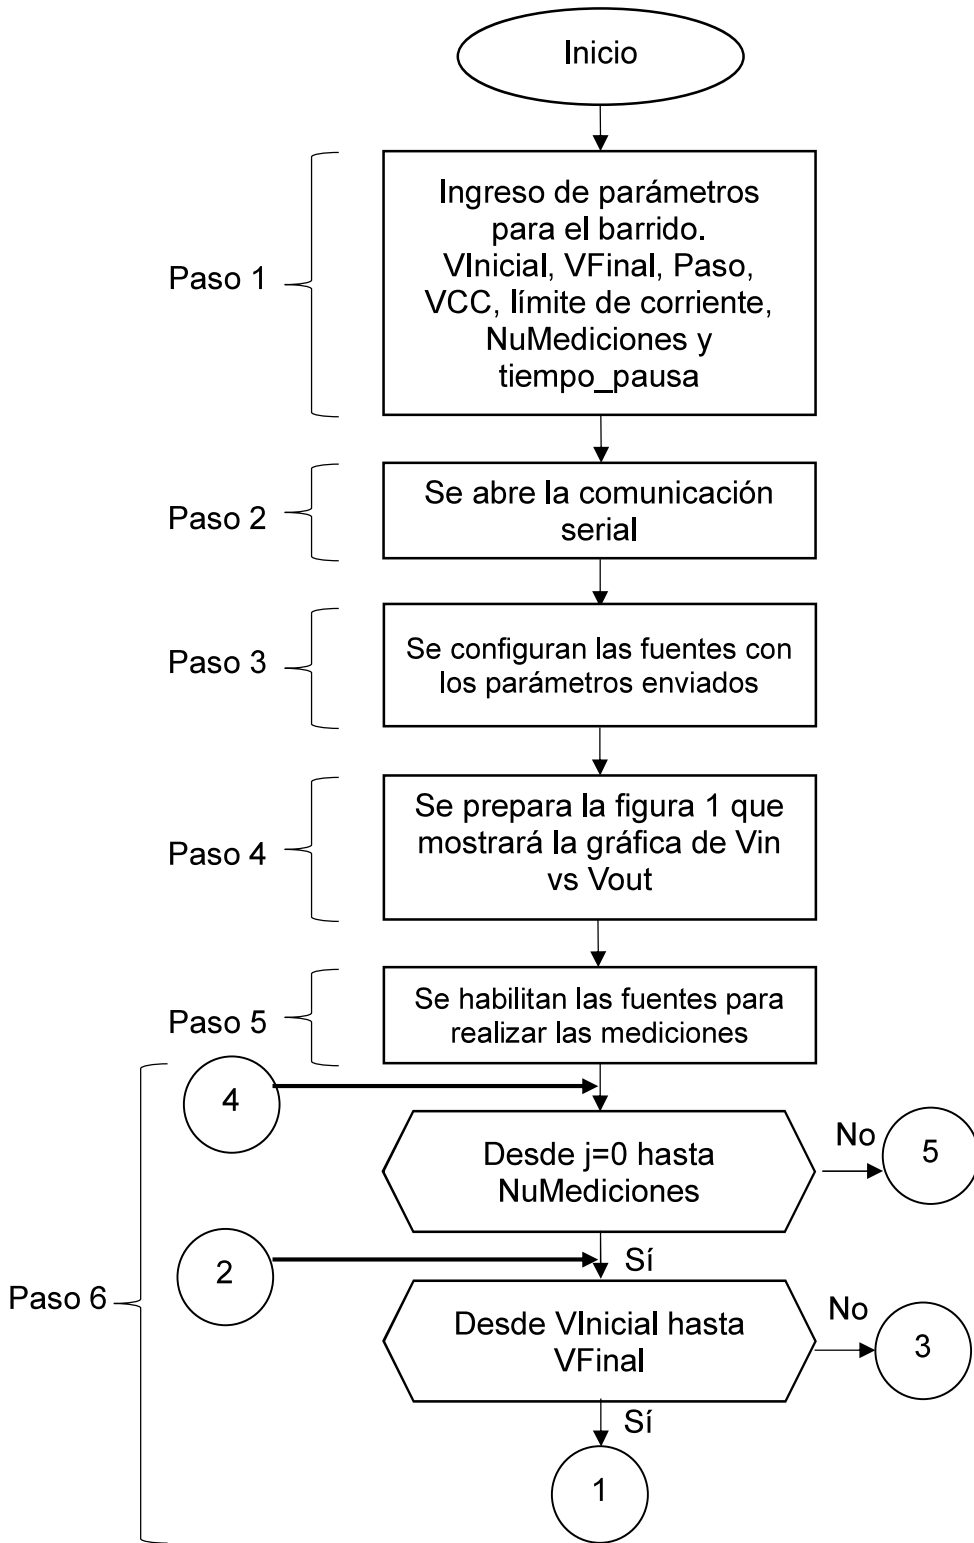 Inicio
Paso 1
Ingreso de parámetros
para el barrido.
VInicial, VFinal, Paso,
VCC, límite de corriente,
NuMediciones y
tiempo_pausa
Paso 2
Se abre la comunicación
serial
Paso 3
Se configuran las fuentes con
los parámetros enviados
Paso 4
Se prepara la figura 1 que
mostrará la gráfica de Vin
vs Vout
Paso 5
Se habilitan las fuentes para
realizar las mediciones
Paso 6
4
Desde j=0 hasta
NuMediciones
No
5
Sí
2
Desde VInicial hasta
VFinal
No
3
Sí
1